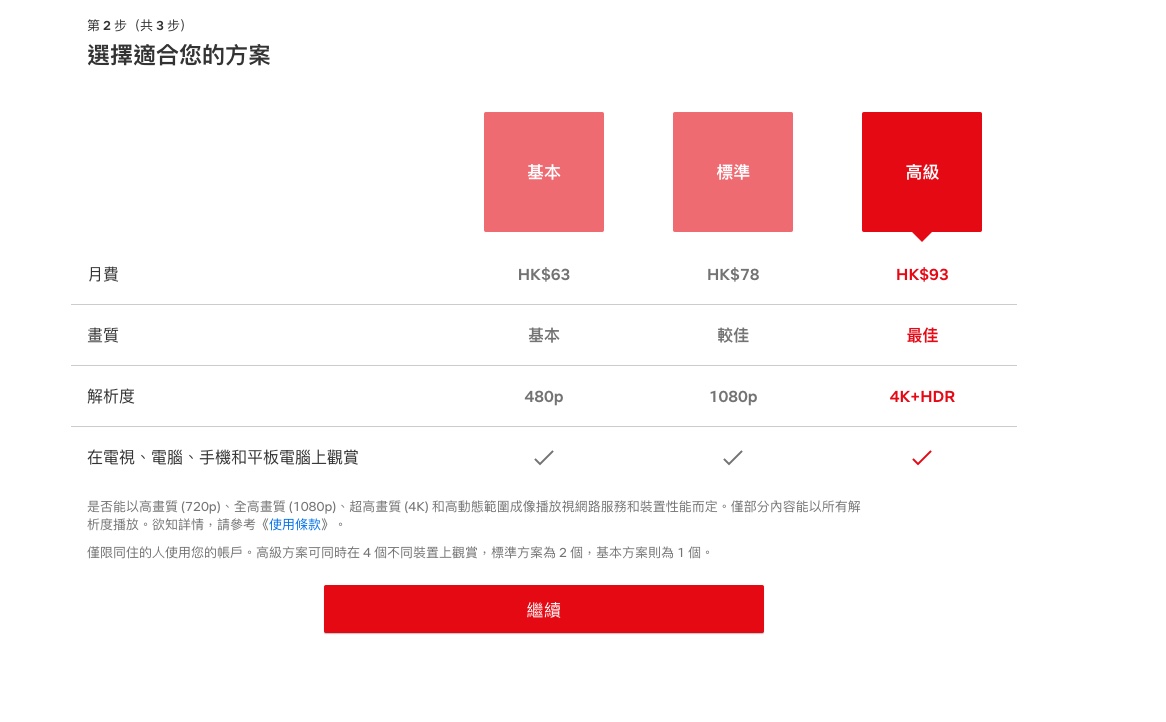 第 2 步（共 3 步）
選擇適合您的方案
基本 標準 高級
月費 HK$63 HK$78 HK$93
畫質 基本 較佳 最佳
解析度 480p 1080p 4K+HDR
在電視、電腦、手機和平板電腦上觀賞
是否能以高畫質 (720p)、全高畫質 (1080p)、超高畫質 (4K) 和高動態範圍成像播放視網路服務和裝置性能而定。僅部分內容能以所有解
析度播放。欲知詳情，請參考《使用條款》。
僅限同住的人使用您的帳戶。高級方案可同時在 4 個不同裝置上觀賞，標準方案為 2 個，基本方案則為 1 個。
繼續